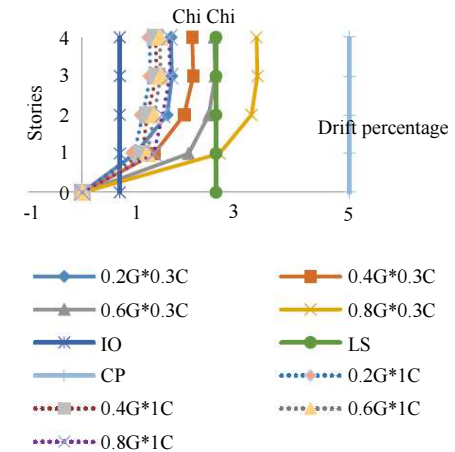 Chi Chi
4
3
2
1
0
Stories
Drift percentage
-1 1 3 5
0.2G*0.3C 0.4G*0.3C
0.6G*0.3C 0.8G*0.3C
IO LS
CP 0.2G*1C
0.4G*1C 0.6G*1C
0.8G*1C